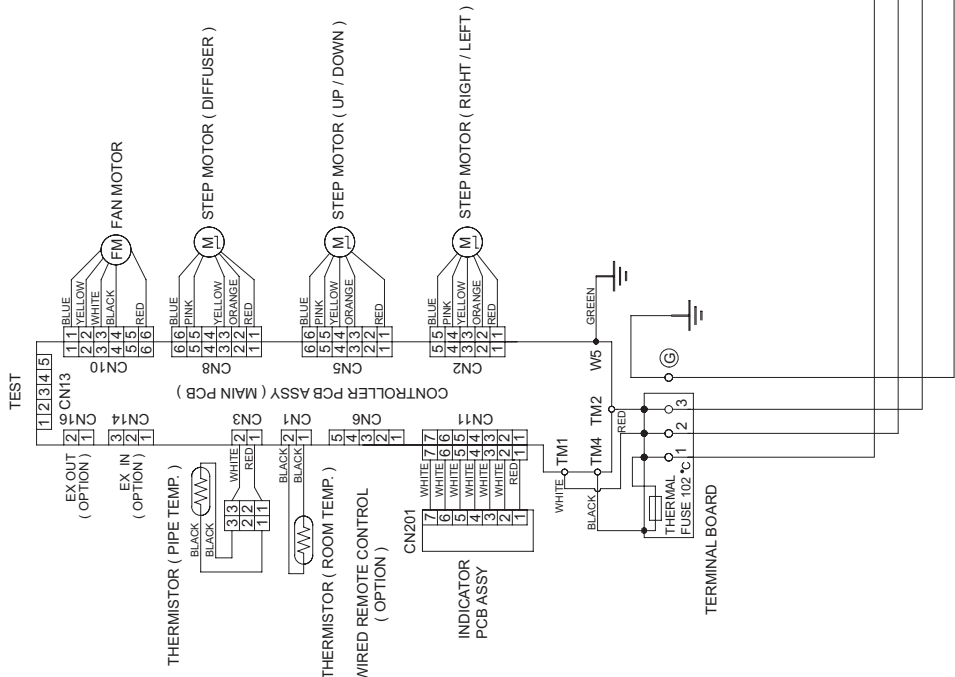 TEST
1 2 3 4 5
CN13
FAN MOTOR
FM
BLUE
YELLOW
WHITE
BLACK
RED
1 1
2 2
3 3
4 4
5 5
6 6
CN10
STEP MOTOR ( DIFFUSER )
M
BLUE
PINK
YELLOW
ORANGE
RED
6 6
5 5
4 4
3 3
2 2
1 1
CN8
STEP MOTOR ( UP / DOWN )
M
BLUE
PINK
YELLOW
ORANGE
RED
6 6
5 5
4 4
3 3
2 2
1 1
CN5
STEP MOTOR ( RIGHT / LEFT )
M
BLUE
PINK
YELLOW
ORANGE
RED
5 5
4 4
3 3
2 2
1 1
CN2
CONTROLLER PCB ASSY ( MAIN PCB )
CN16
2
1
EX OUT
( OPTION )
CN14
3
2
1
EX IN
( OPTION )
CN3
2
1
WHITE
RED
3 3
2 2
1 1
BLACK
BLACK
THERMISTOR ( PIPE TEMP. )
CN1
2
1
BLACK
BLACK
THERMISTOR ( ROOM TEMP. )
CN6
5
4
3
2
1
WIRED REMOTE CONTROL
( OPTION )
CN11
7 7
6 6
5 5
4 4
3 3
2 2
1 1
WHITE
WHITE
WHITE
WHITE
WHITE
WHITE
RED
7
6
5
4
3
2
1
CN201
INDICATOR
PCB ASSY
GREEN
W5
TM1
TM2
TM4
WHITE
RED
BLACK
G
1
2
3
THERMAL
FUSE 102 °C
TERMINAL BOARD